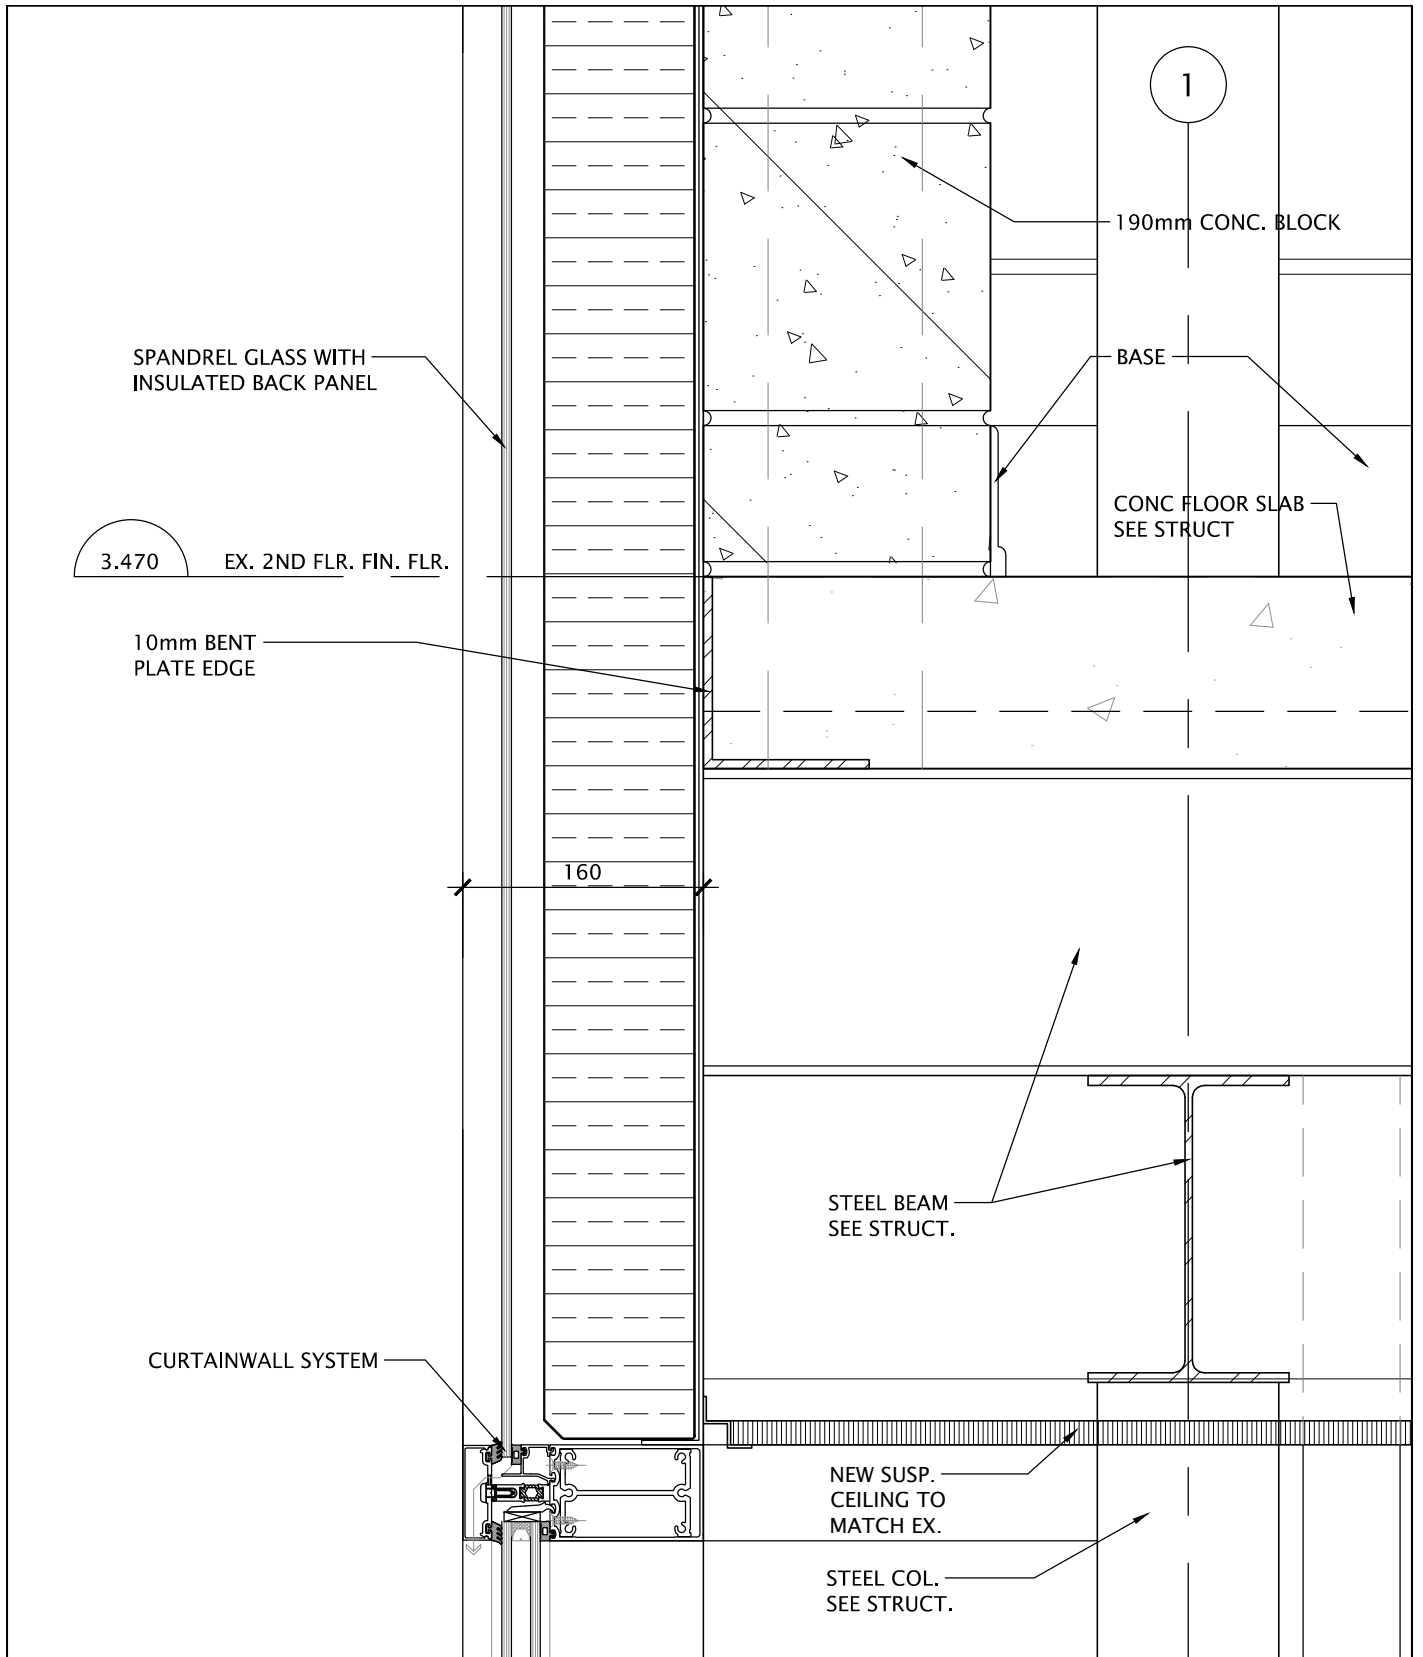 1
190mm CONC. BLOCK
SPANDREL GLASS WITH
INSULATED BACK PANEL
BASE
CONC FLOOR SLAB
SEE STRUCT
3.470
EX. 2ND FLR. FIN. FLR.
10mm BENT
PLATE EDGE
160
STEEL BEAM
SEE STRUCT.
CURTAINWALL SYSTEM
NEW SUSP.
CEILING TO
MATCH EX.
STEEL COL.
SEE STRUCT.